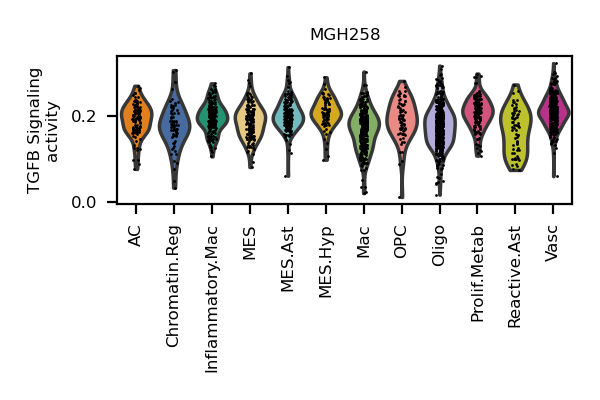 MGH258
TGFB Signaling
activity
0.2
0.0
AC
Chromatin.Reg
Inflammatory.Mac
MES
MES.Ast
MES.Hyp
Mac
OPC
Oligo
Prolif.Metab
Reactive.Ast
Vasc